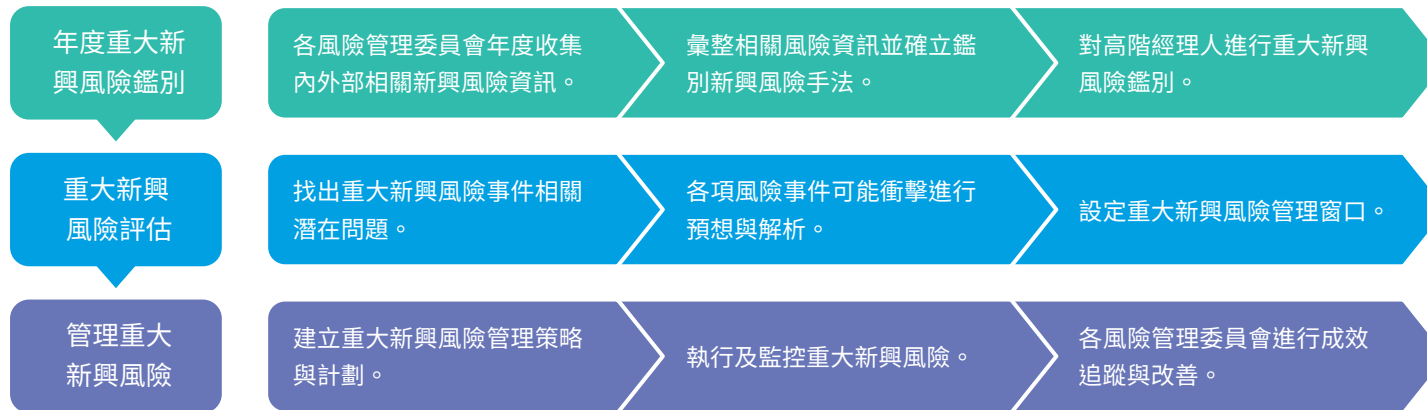 年度重大新
興風險鑑別
各風險管理委員會年度收集
內外部相關新興風險資訊。
彙整相關風險資訊並確立鑑
別新興風險手法。
對高階經理人進行重大新興
風險鑑別。
重大新興
風險評估
找出重大新興風險事件相關
潛在問題。
各項風險事件可能衝擊進行
預想與解析。
設定重大新興風險管理窗口。
管理重大
新興風險
建立重大新興風險管理策略
與計劃。
執行及監控重大新興風險。
各風險管理委員會進行成效
追蹤與改善。